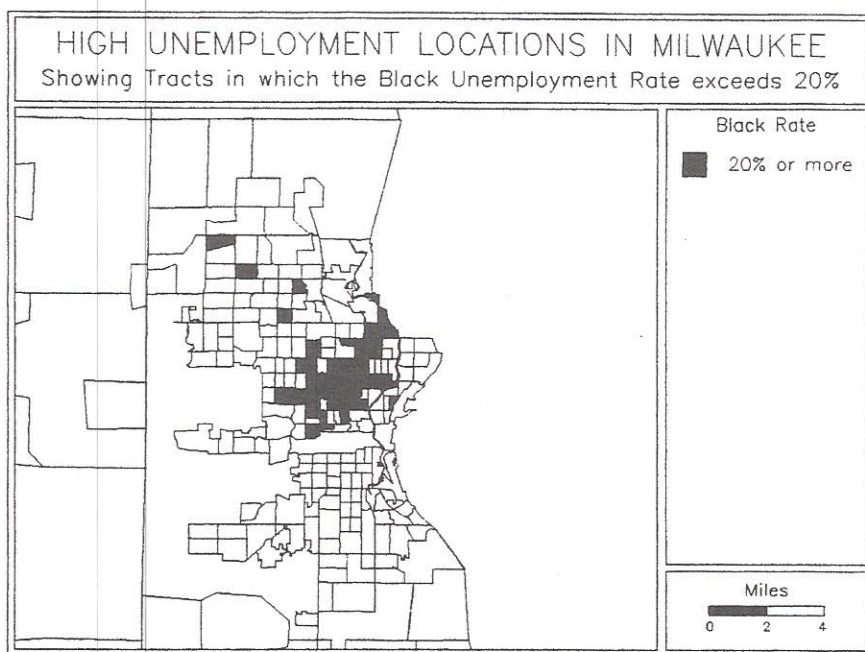 HIGH UNEMPLOYMENT LOCATIONS IN MILWAUKEE
Showing Tracts in which the Black Unemployment Rate exceeds 20%
Black Rate
20% or more
Miles
0 2 4